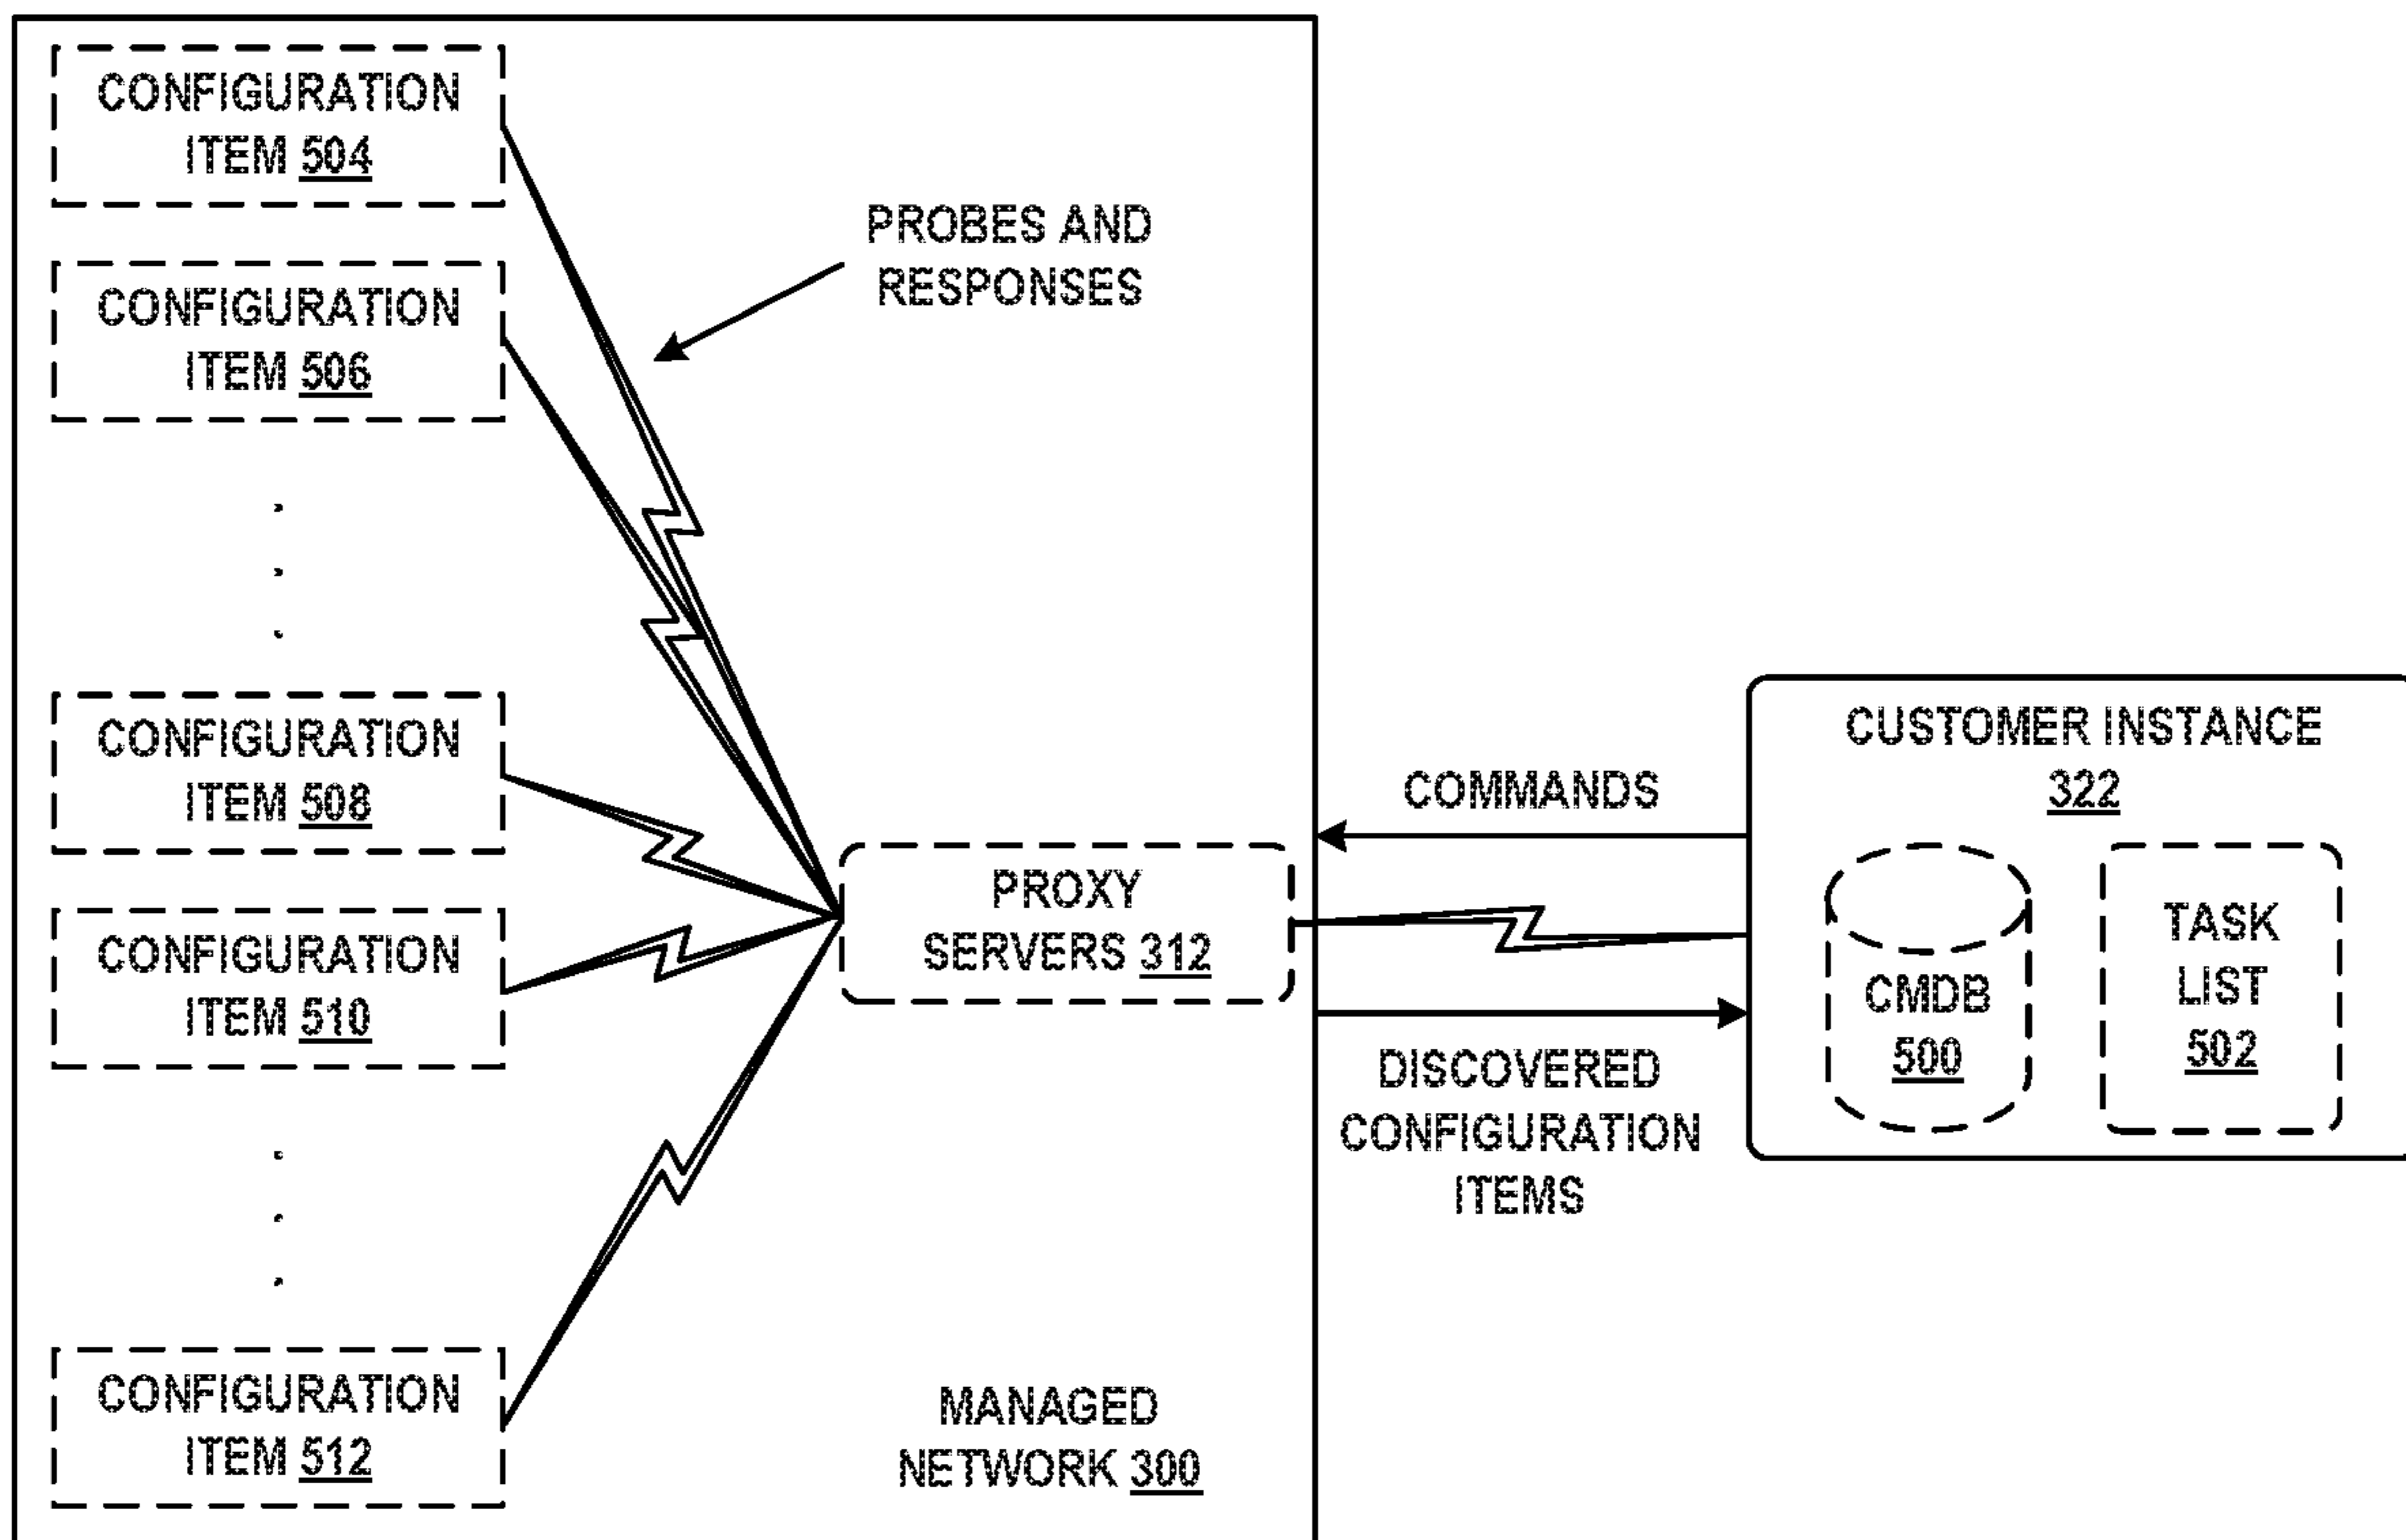 CONFIGURATION
ITEM 504
CONFIGURATION
ITEM 506
PROBES AND
RESPONSES
CONFIGURATION
ITEM 508
CONFIGURATION
ITEM 510
CONFIGURATION
ITEM 512
PROXY
SERVERS 312
MANAGED
NETWORK 300
COMMANDS
DISCOVERED
CONFIGURATION
ITEMS
CUSTOMER INSTANCE
322
CMDB
500
TASK
LIST
502